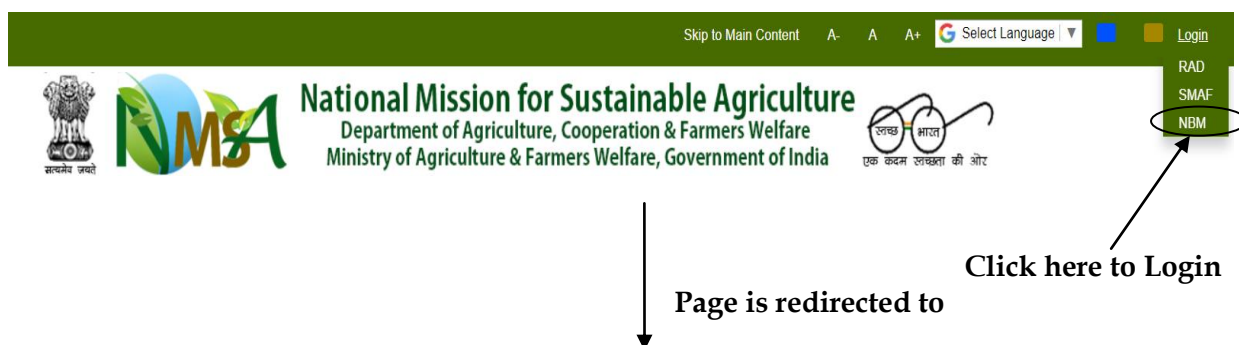 Skip to Main Content A- A A+ G Select Language ▼ Login
RAD
SMAF
NBM
सत्यमेव जयते
NMSA
National Mission for Sustainable Agriculture
Department of Agriculture, Cooperation & Farmers Welfare
Ministry of Agriculture & Farmers Welfare, Government of India
स्वच्छ भारत
एक कदम स्वच्छता की ओर
Click here to Login
Page is redirected to